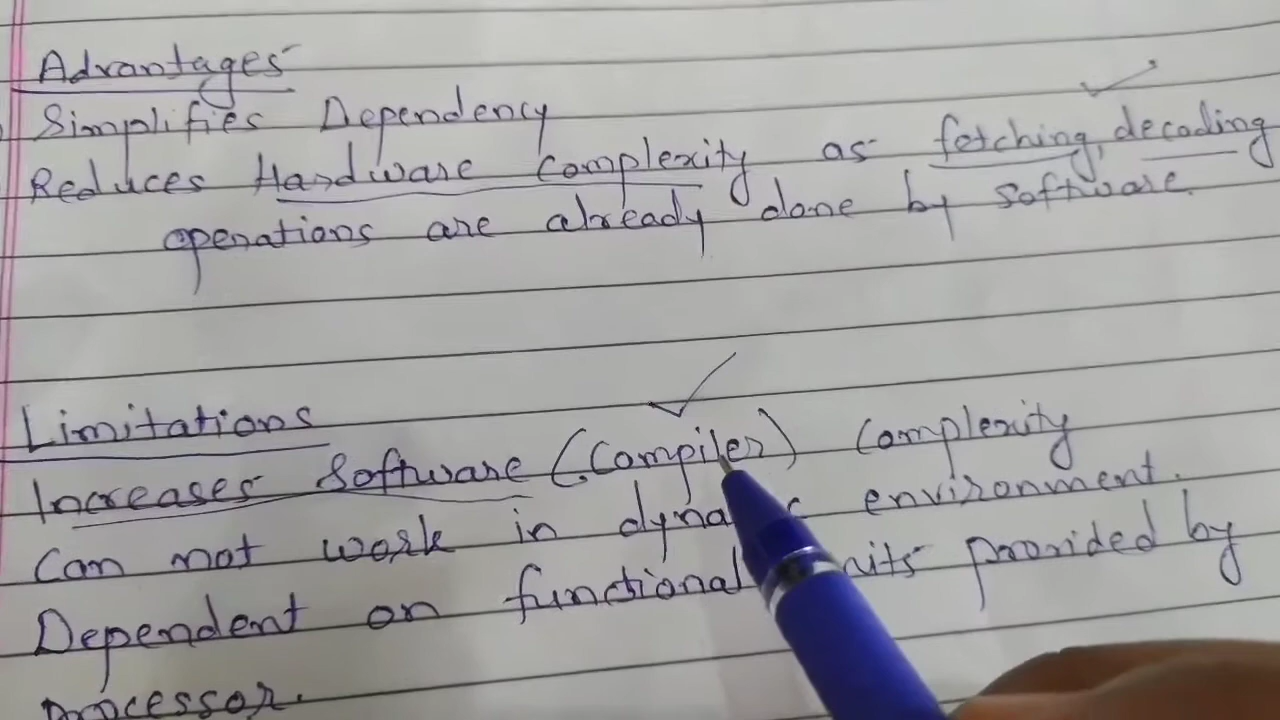 Advantages
Simplifies Dependency
Reduces Hardware Complexity as fetching, decoding
operations are already done by software.
Limitations
Increases Software (Compiler) Complexity
Can not work in environment.
Dependent on functional provided by
processor.